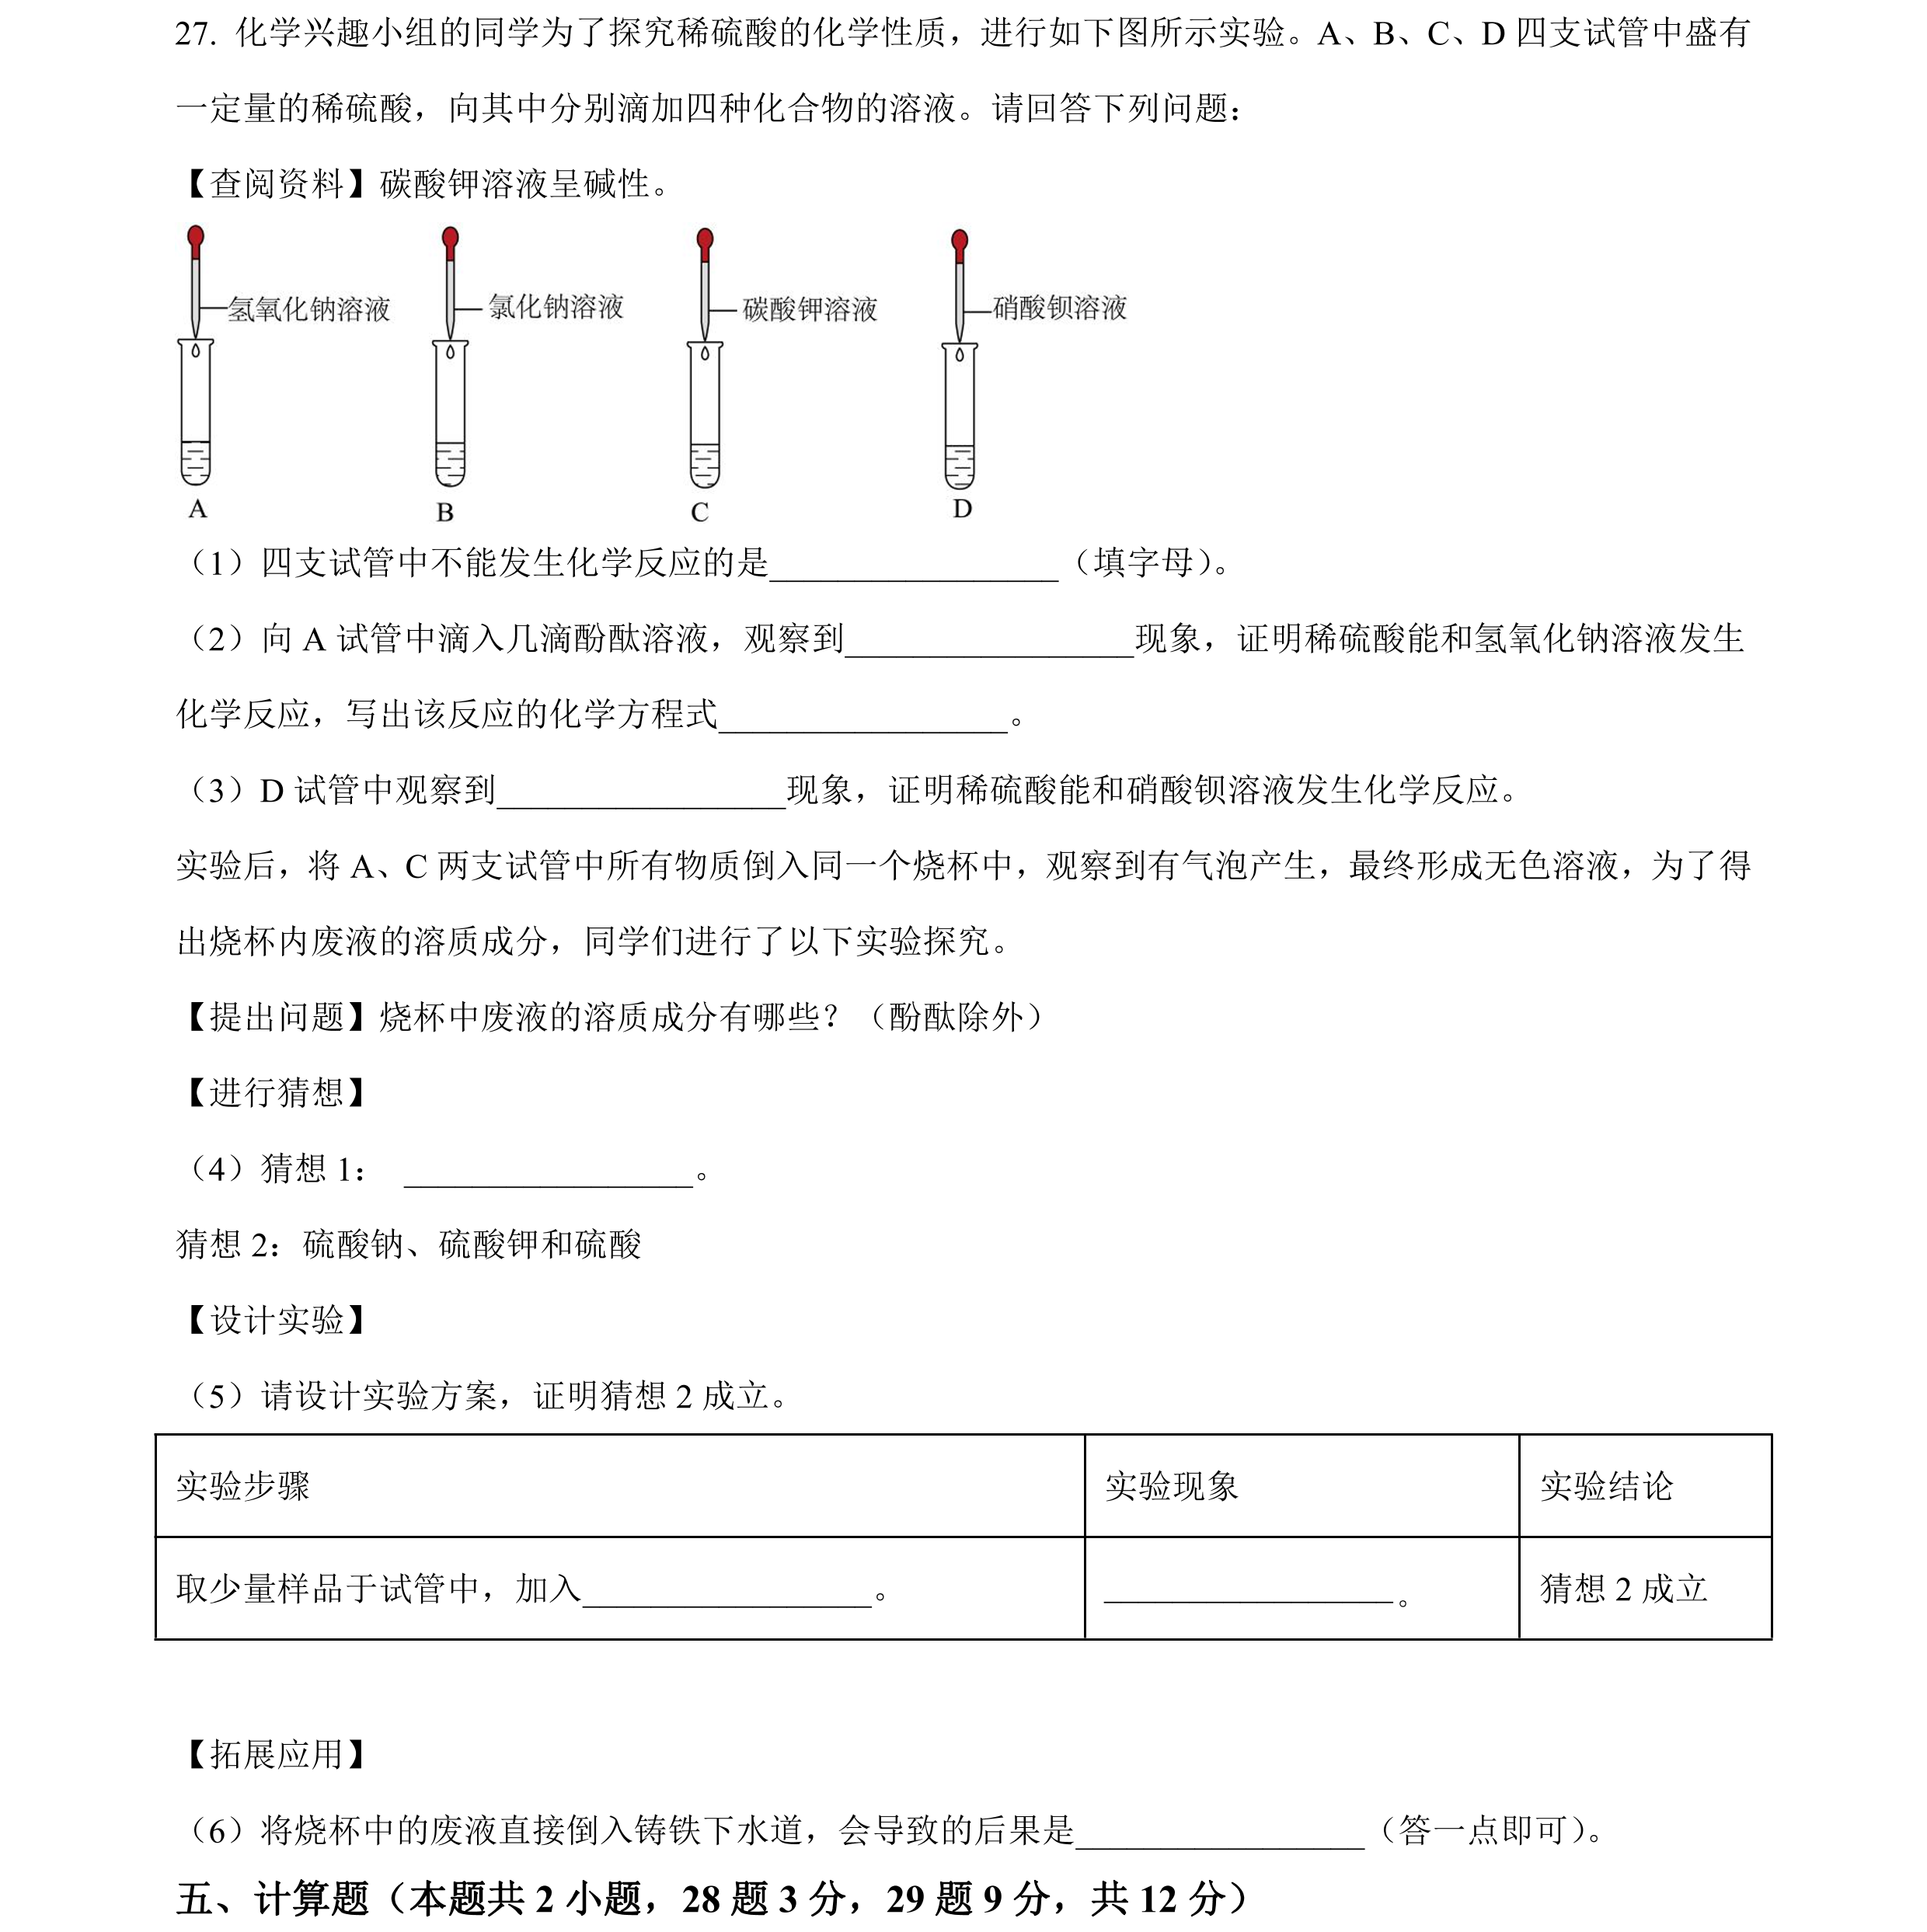 27. 化学兴趣小组的同学为了探究稀硫酸的化学性质，进行如下图所示实验。A、B、C、D 四支试管中盛有
一定量的稀硫酸，向其中分别滴加四种化合物的溶液。请回答下列问题：
【查阅资料】碳酸钾溶液呈碱性。
氢氧化钠溶液 氯化钠溶液 碳酸钾溶液 硝酸钡溶液
A B C D
（1）四支试管中不能发生化学反应的是_________________（填字母）。
（2）向 A 试管中滴入几滴酚酞溶液，观察到_________________现象，证明稀硫酸能和氢氧化钠溶液发生
化学反应，写出该反应的化学方程式_________________。
（3）D 试管中观察到_________________现象，证明稀硫酸能和硝酸钡溶液发生化学反应。
实验后，将 A、C 两支试管中所有物质倒入同一个烧杯中，观察到有气泡产生，最终形成无色溶液，为了得
出烧杯内废液的溶质成分，同学们进行了以下实验探究。
【提出问题】烧杯中废液的溶质成分有哪些？（酚酞除外）
【进行猜想】
（4）猜想 1： _________________。
猜想 2：硫酸钠、硫酸钾和硫酸
【设计实验】
（5）请设计实验方案，证明猜想 2 成立。
实验步骤 实验现象 实验结论
取少量样品于试管中，加入_________________。 _________________。 猜想 2 成立
【拓展应用】
（6）将烧杯中的废液直接倒入铸铁下水道，会导致的后果是_________________（答一点即可）。
五、计算题（本题共 2 小题，28 题 3 分，29 题 9 分，共 12 分）